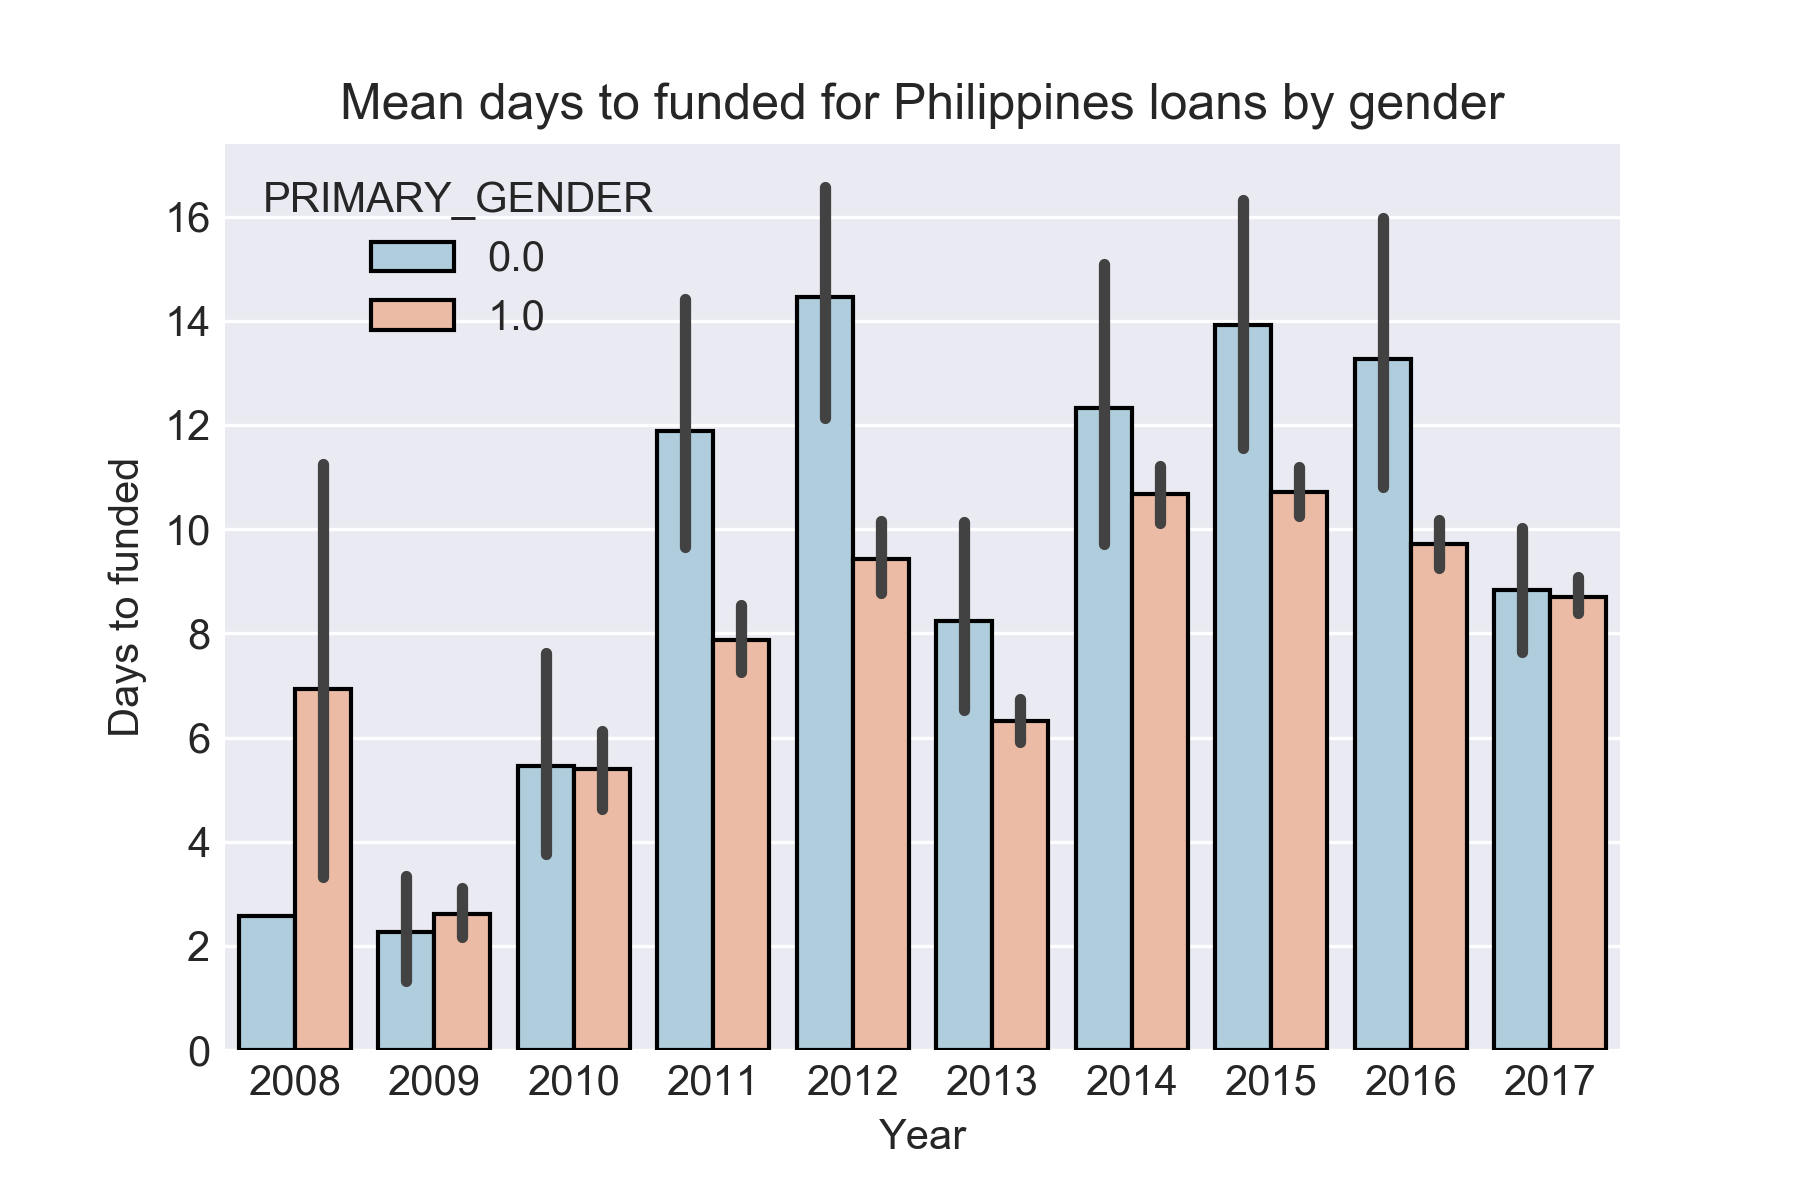 Mean days to funded for Philippines loans by gender
PRIMARY_GENDER
0.0
1.0
16
14
12
10
8
6
4
2
0
Days to funded
2008 2009 2010 2011 2012 2013 2014 2015 2016 2017
Year